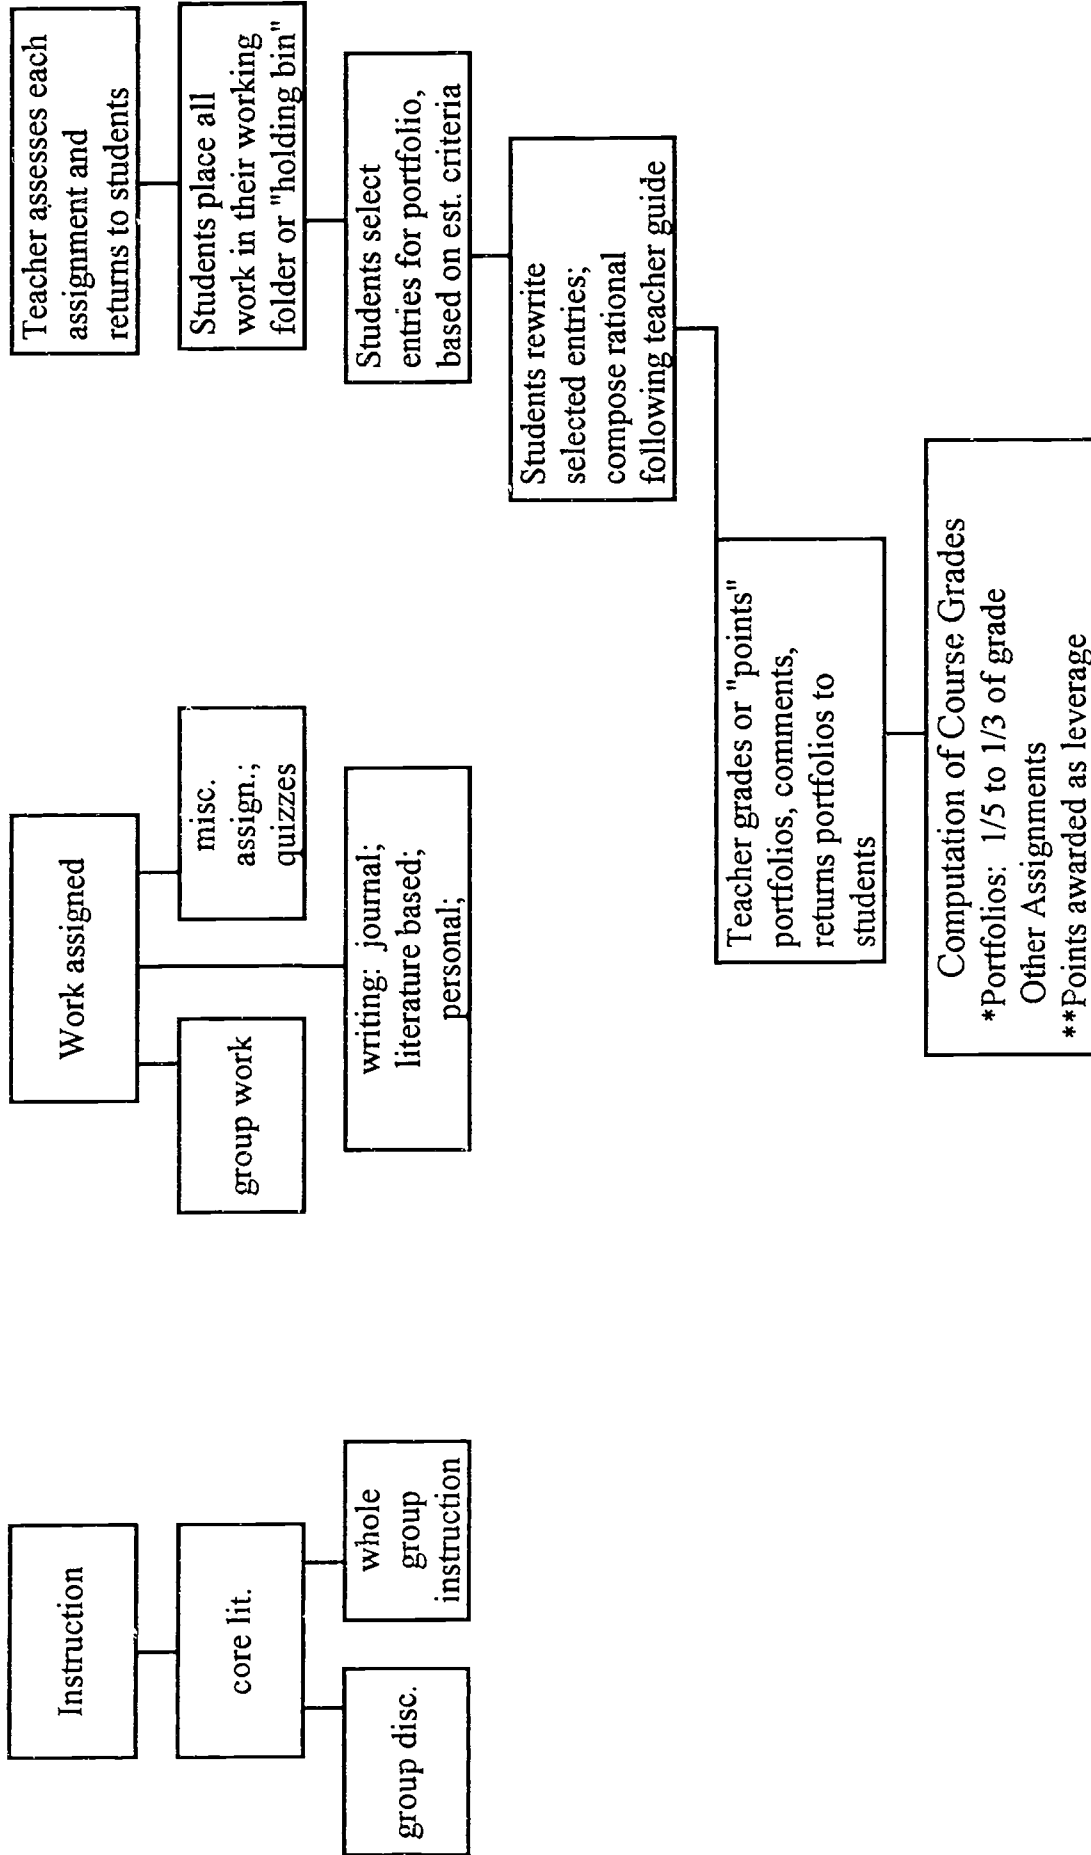 Instruction
core lit.
group disc.
whole
group
instruction
Work assigned
group work
misc.
assign.;
quizzes
writing: journal;
literature based;
personal;
Teacher assesses each
assignment and
returns to students
Students place all
work in their working
folder or "holding bin"
Students select
entries for portfolio,
based on est. criteria
Students rewrite
selected entries;
compose rational
following teacher guide
Teacher grades or "points"
portfolios, comments,
returns portfolios to
students
Computation of Course Grades
*Portfolios: 1/5 to 1/3 of grade
Other Assignments
**Points awarded as leverage